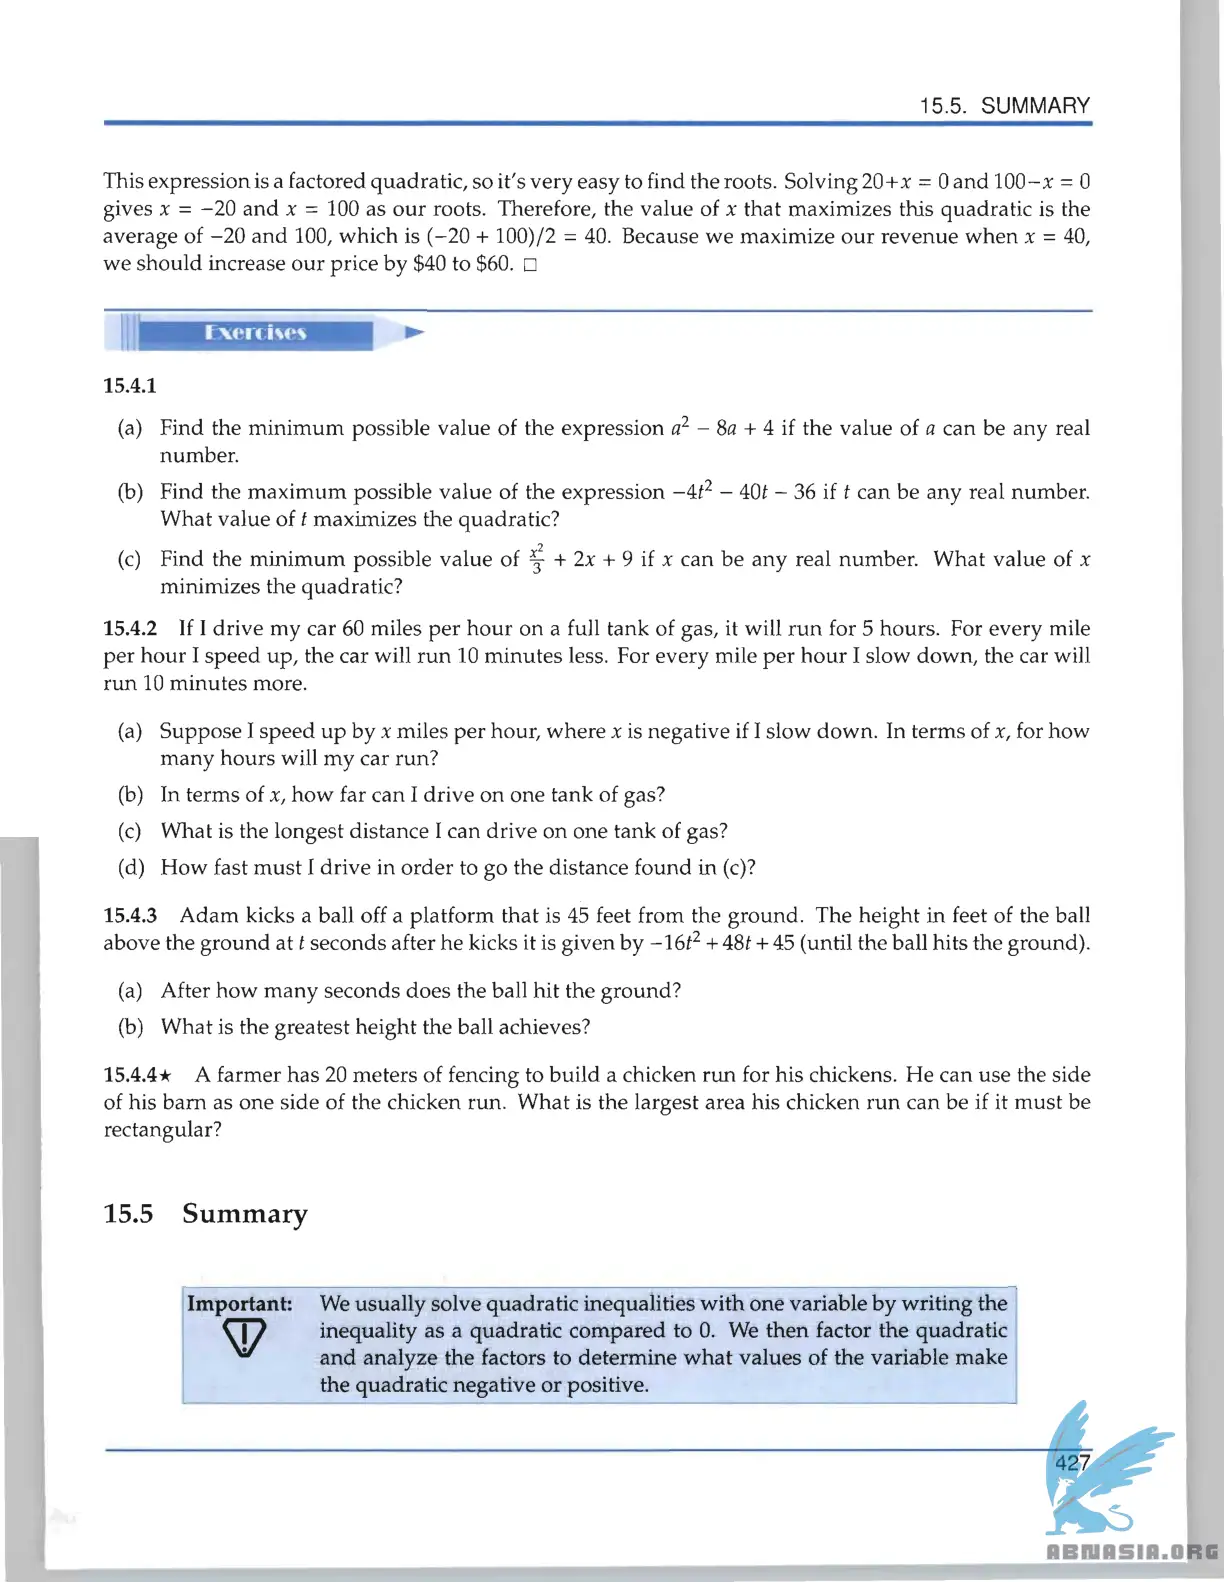 15.5. SUMMARY
This expression is a factored quadratic, so it's very easy to find the roots. Solving 20+x = 0 and 100−x = 0
gives x = −20 and x = 100 as our roots. Therefore, the value of x that maximizes this quadratic is the
average of −20 and 100, which is (−20 + 100)/2 = 40. Because we maximize our revenue when x = 40,
we should increase our price by $40 to $60. □
Exercises
15.4.1
(a) Find the minimum possible value of the expression a² − 8a + 4 if the value of a can be any real
number.
(b) Find the maximum possible value of the expression −4t² − 40t − 36 if t can be any real number.
What value of t maximizes the quadratic?
(c) Find the minimum possible value of x²/3 + 2x + 9 if x can be any real number. What value of x
minimizes the quadratic?
15.4.2 If I drive my car 60 miles per hour on a full tank of gas, it will run for 5 hours. For every mile
per hour I speed up, the car will run 10 minutes less. For every mile per hour I slow down, the car will
run 10 minutes more.
(a) Suppose I speed up by x miles per hour, where x is negative if I slow down. In terms of x, for how
many hours will my car run?
(b) In terms of x, how far can I drive on one tank of gas?
(c) What is the longest distance I can drive on one tank of gas?
(d) How fast must I drive in order to go the distance found in (c)?
15.4.3 Adam kicks a ball off a platform that is 45 feet from the ground. The height in feet of the ball
above the ground at t seconds after he kicks it is given by −16t² + 48t + 45 (until the ball hits the ground).
(a) After how many seconds does the ball hit the ground?
(b) What is the greatest height the ball achieves?
15.4.4★ A farmer has 20 meters of fencing to build a chicken run for his chickens. He can use the side
of his barn as one side of the chicken run. What is the largest area his chicken run can be if it must be
rectangular?
15.5 Summary
Important: We usually solve quadratic inequalities with one variable by writing the
inequality as a quadratic compared to 0. We then factor the quadratic
and analyze the factors to determine what values of the variable make
the quadratic negative or positive.
427
ABNASIA.ORG